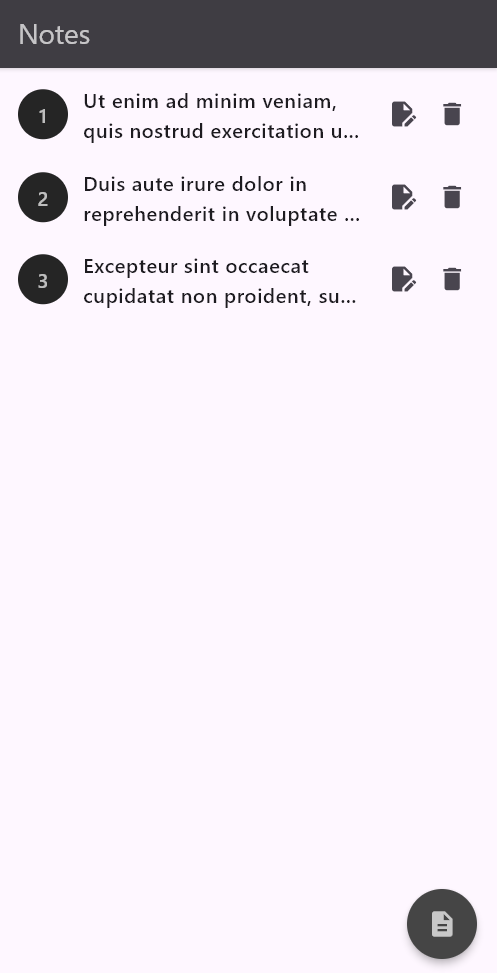 Notes
1
Ut enim ad minim veniam,
quis nostrud exercitation u...
2
Duis aute irure dolor in
reprehenderit in voluptate ...
3
Excepteur sint occaecat
cupidatat non proident, su...